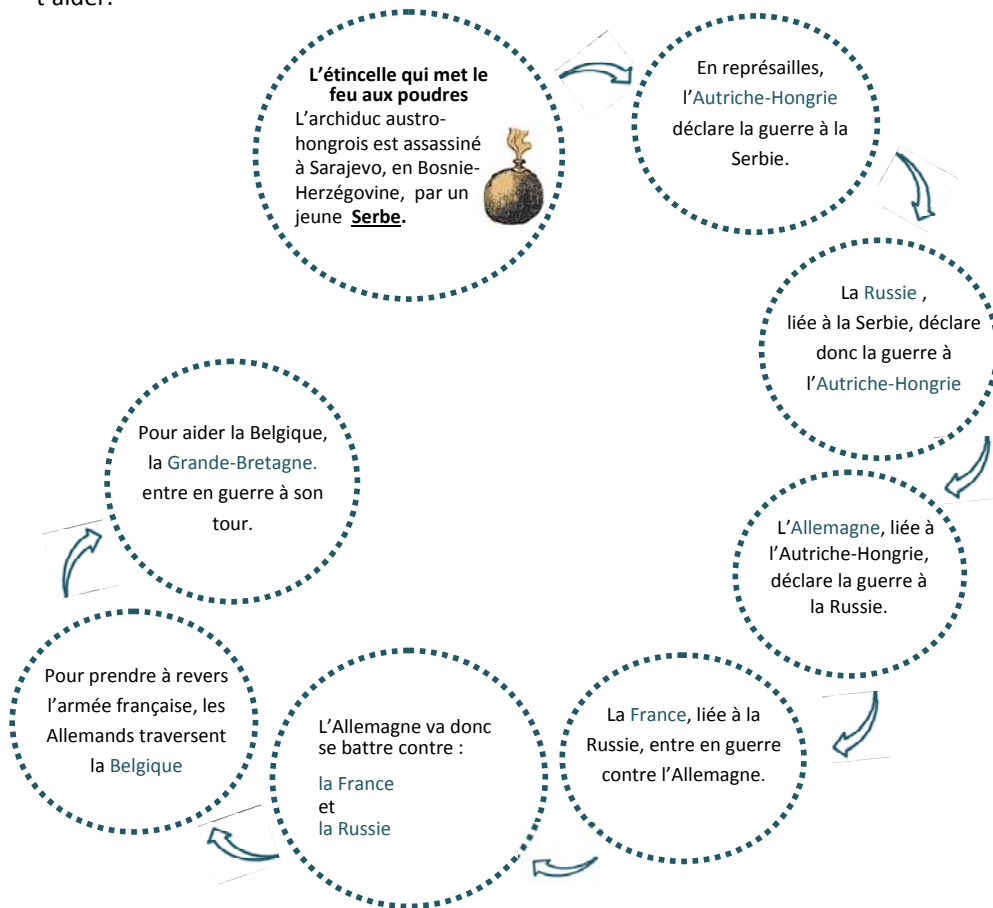 t'aider.
L'étincelle qui met le
feu aux poudres
L'archiduc austro-
hongrois est assassiné
à Sarajevo, en Bosnie-
Herzégovine, par un
jeune Serbe.
En représailles,
l'Autriche-Hongrie
déclare la guerre à la
Serbie.
La Russie ,
liée à la Serbie, déclare
donc la guerre à
l'Autriche-Hongrie
L'Allemagne, liée à
l'Autriche-Hongrie,
déclare la guerre à
la Russie.
La France, liée à la
Russie, entre en guerre
contre l'Allemagne.
L'Allemagne va donc
se battre contre :
la France
et
la Russie
Pour prendre à revers
l'armée française, les
Allemands traversent
la Belgique
Pour aider la Belgique,
la Grande-Bretagne.
entre en guerre à son
tour.